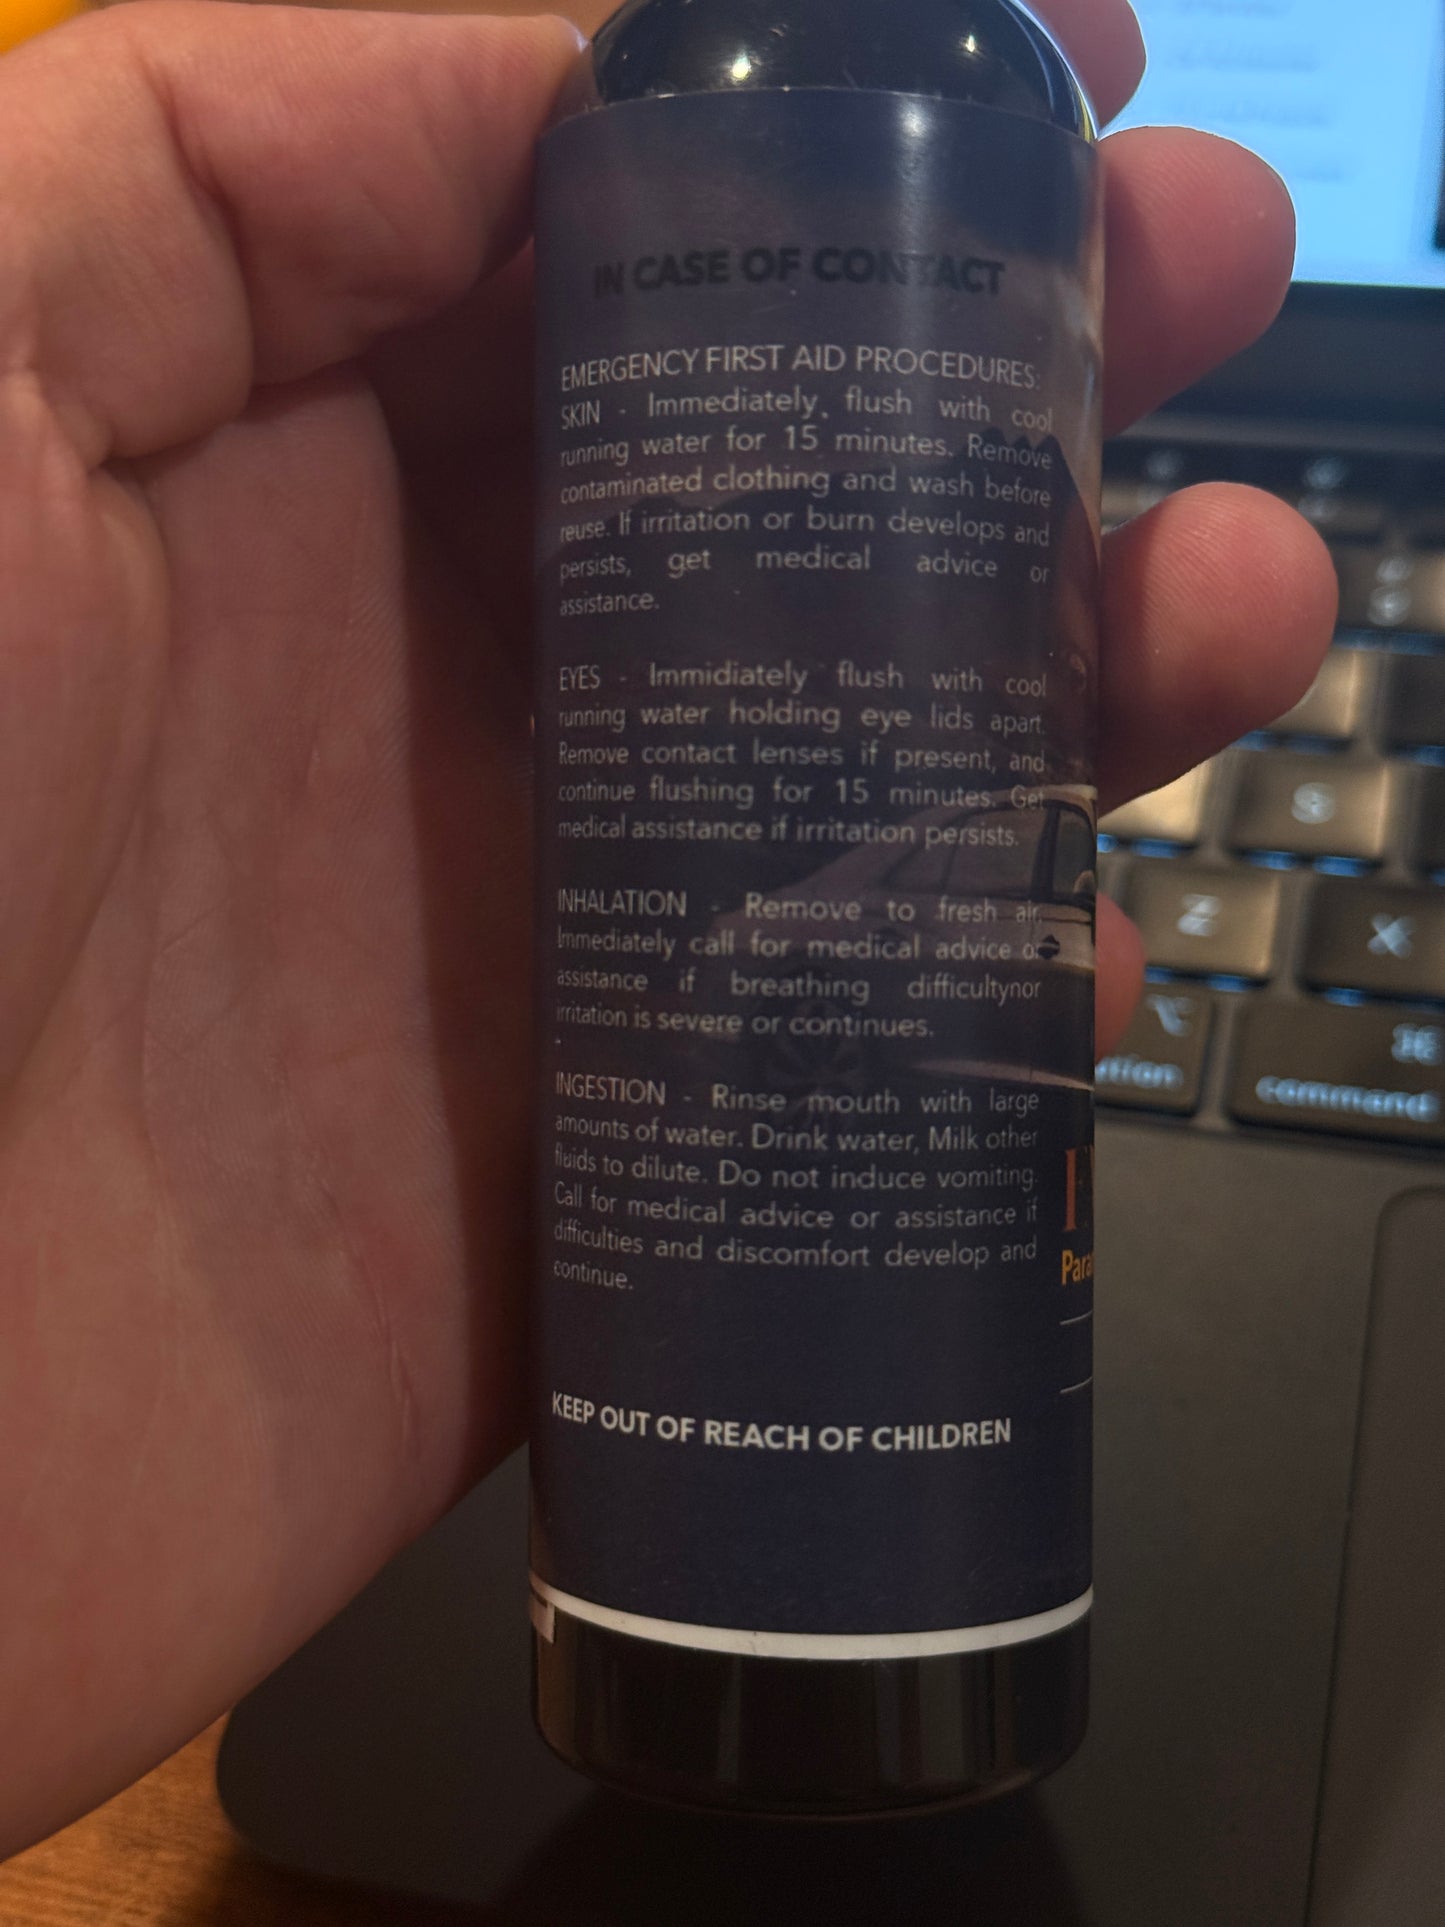 IN CASE OF CONTACT
EMERGENCY FIRST AID PROCEDURES:
SKIN - Immediately, flush with cool
running water for 15 minutes. Remove
contaminated clothing and wash before
reuse. If irritation or burn develops and
persists, get medical advice or
assistance.
EYES - Immidiately flush with cool
running water holding eye lids apart.
Remove contact lenses if present, and
continue flushing for 15 minutes. Get
medical assistance if irritation persists.
INHALATION - Remove to fresh air.
Immediately call for medical advice or
assistance if breathing difficultynor
irritation is severe or continues.
INGESTION - Rinse mouth with large
amounts of water. Drink water, Milk other
fluids to dilute. Do not induce vomiting.
Call for medical advice or assistance if
difficulties and discomfort develop and
continue.
KEEP OUT OF REACH OF CHILDREN
Para
S
Z
X
⌥
⌘
command